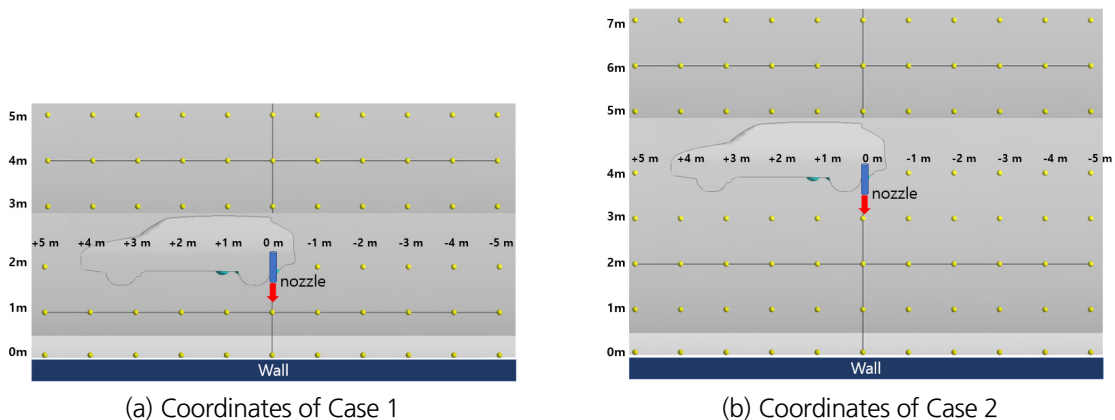 5m
4m
3m
+5 m +4 m +3 m +2 m +1 m 0 m -1 m -2 m -3 m -4 m -5 m
2m
nozzle
1m
0m
Wall
(a) Coordinates of Case 1
7m
6m
5m
+5 m +4 m +3 m +2 m +1 m 0 m -1 m -2 m -3 m -4 m -5 m
4m
nozzle
3m
2m
1m
0m
Wall
(b) Coordinates of Case 2